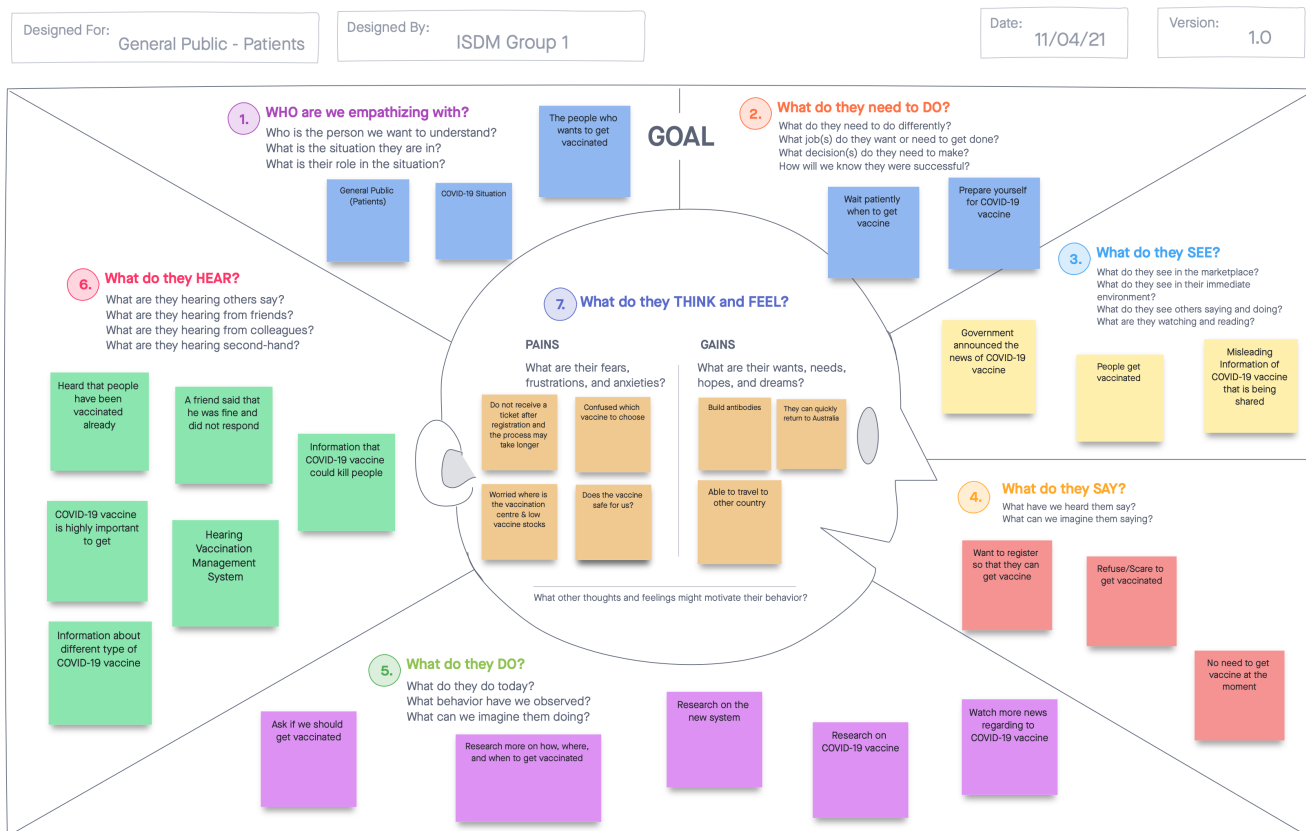 Designed For:
General Public - Patients
Designed By:
ISDM Group 1
Date:
11/04/21
Version:
1.0
GOAL
1.
WHO are we empathizing with?
Who is the person we want to understand?
What is the situation they are in?
What is their role in the situation?
The people who
wants to get
vaccinated
General Public
(Patients)
COVID-19 Situation
2.
What do they need to DO?
What do they need to do differently?
What job(s) do they want or need to get done?
What decision(s) do they need to make?
How will we know they were successful?
Wait patiently
when to get
vaccine
Prepare yourself
for COVID-19
vaccine
3.
What do they SEE?
What do they see in the marketplace?
What do they see in their immediate
environment?
What do they see others saying and doing?
What are they watching and reading?
Government
announced the
news of COVID-19
vaccine
People get
vaccinated
Misleading
Information of
COVID-19 vaccine
that is being
shared
4.
What do they SAY?
What have we heard them say?
What can we imagine them saying?
Want to register
so that they can
get vaccine
Refuse/Scare to
get vaccinated
No need to get
vaccine at the
moment
5.
What do they DO?
What do they do today?
What behavior have we observed?
What can we imagine them doing?
Ask if we should
get vaccinated
Research more on how, where,
and when to get vaccinated
Research on the
new system
Research on
COVID-19 vaccine
Watch more news
regarding to
COVID-19 vaccine
6.
What do they HEAR?
What are they hearing others say?
What are they hearing from friends?
What are they hearing from colleagues?
What are they hearing second-hand?
Heard that people
have been
vaccinated
already
A friend said that
he was fine and
did not respond
Information that
COVID-19 vaccine
could kill people
COVID-19 vaccine
is highly important
to get
Hearing
Vaccination
Management
System
Information about
different type of
COVID-19 vaccine
7.
What do they THINK and FEEL?
PAINS
What are their fears,
frustrations, and anxieties?
Do not receive a
ticket after
registration and
the process may
take longer
Confused which
vaccine to choose
Worried where is
the vaccination
centre & low
vaccine stocks
Does the vaccine
safe for us?
GAINS
What are their wants, needs,
hopes, and dreams?
Build antibodies
They can quickly
return to Australia
Able to travel to
other country
What other thoughts and feelings might motivate their behavior?